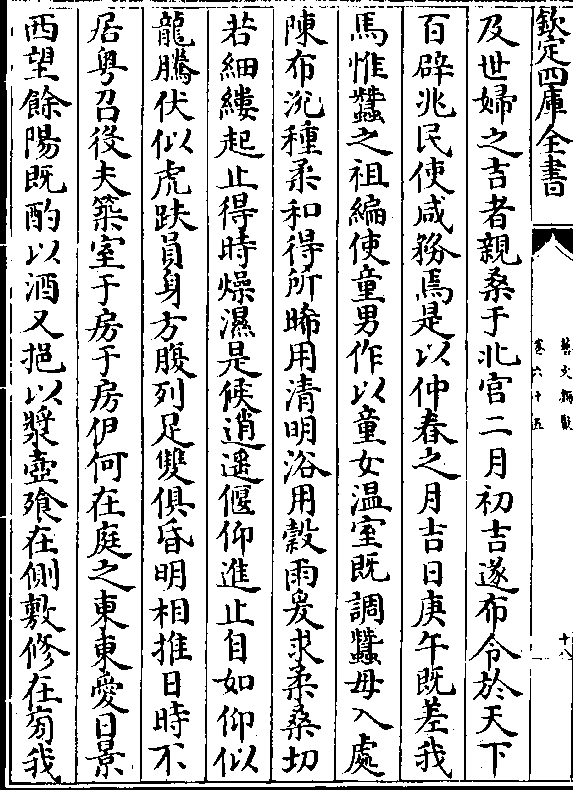 欽定四庫全書
藝文類聚
卷六十五
十八
及世婦之吉者親桑于北宫二月初吉遂布令於天下
百辟兆民使咸務焉是以仲春之月吉日庚午既差我
馬惟蠶之祖編使童男作以童女温室既調蠶母入處
陳布沉種柔和得所晞用清明浴用穀雨爰求柔桑切
若細縷起止得時燥濕是候逍遥偃仰進止自如仰似
龍騰伏似虎趺員身方腹列足雙俱昏明相推日時不
居粤召役夫築室于房于房伊何在庭之東東愛日景
西望餘陽既酌以酒又挹以漿壺飱在側敷修在𠊓我